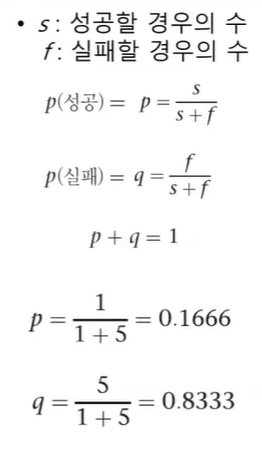 • s : 성공할 경우의 수
f : 실패할 경우의 수
p(성공) = p = s/(s+f)
p(실패) = q = f/(s+f)
p + q = 1
p = 1/(1+5) = 0.1666
q = 5/(1+5) = 0.8333